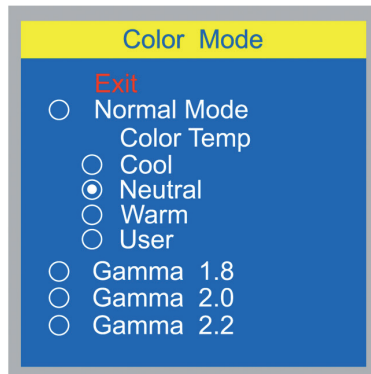 Color Mode
Exit
Normal Mode
Color Temp
Cool
Neutral
Warm
User
Gamma 1.8
Gamma 2.0
Gamma 2.2